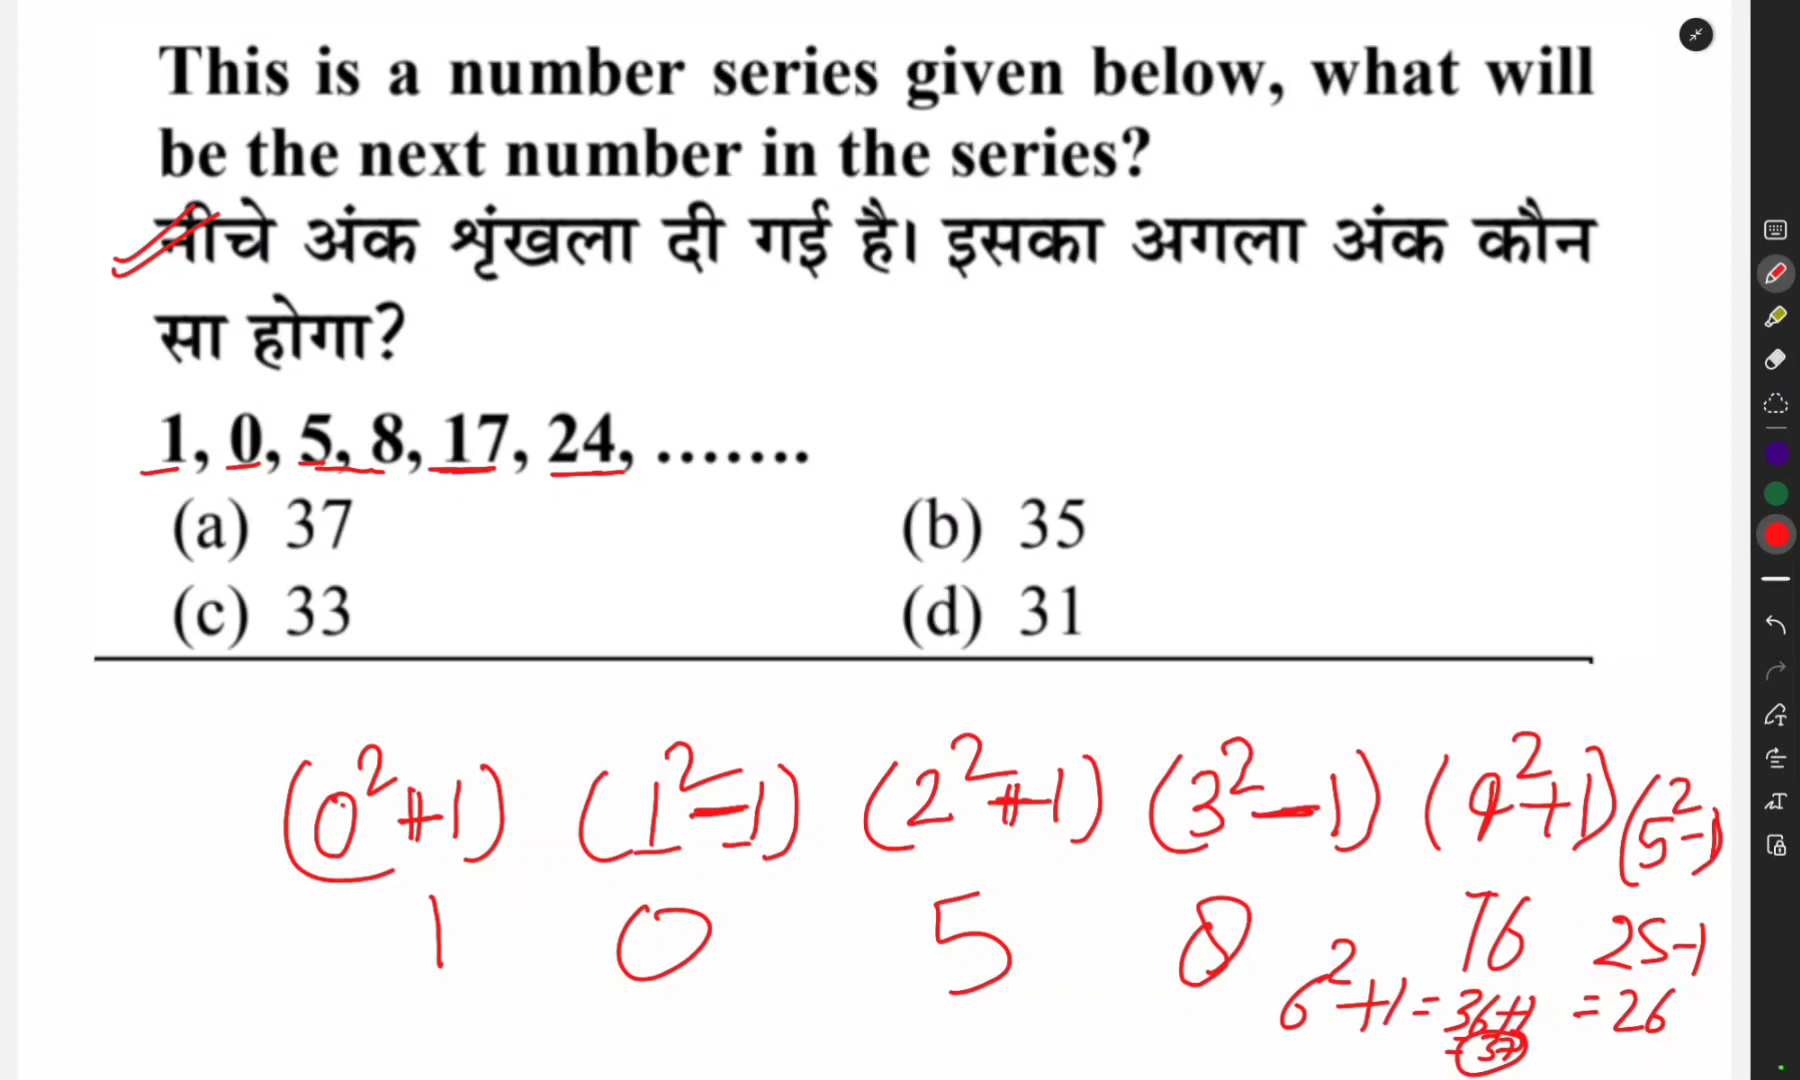 This is a number series given below, what will
be the next number in the series?
नीचे अंक शृंखला दी गई है। इसका अगला अंक कौन
सा होगा?
1, 0, 5, 8, 17, 24, .......
(a) 37 (b) 35
(c) 33 (d) 31
(0²+1) (1²-1) (2²+1) (3²-1) (4²+1) (5²-1)
1 0 5 8 16 25-1
6²+1 = 36+1 = 26
= 37